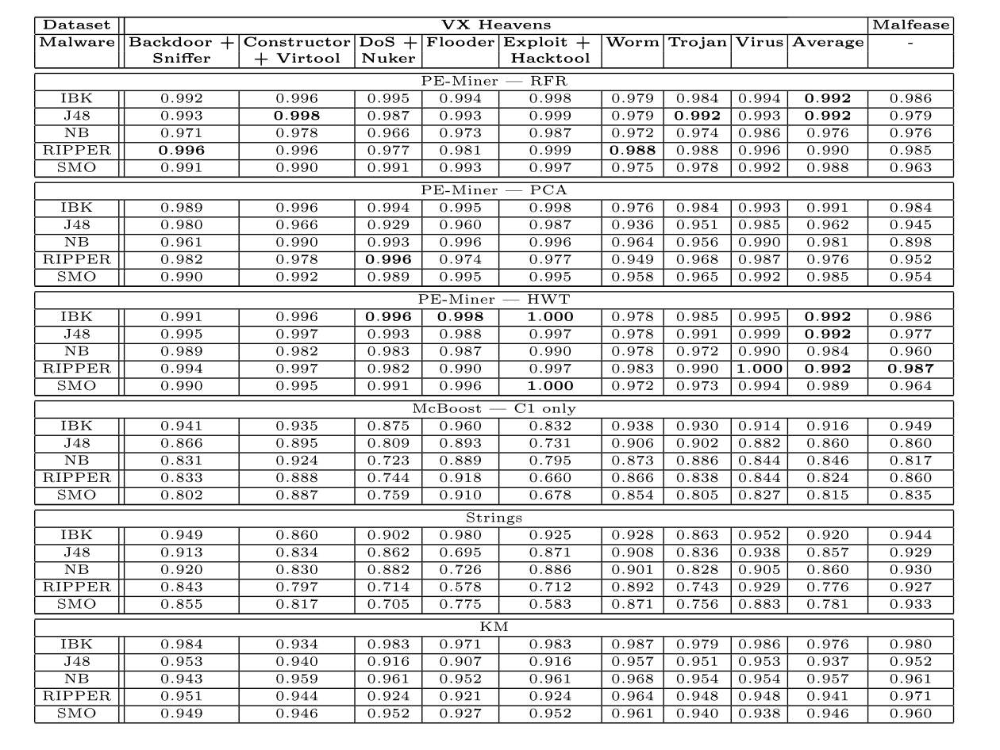 Dataset VX Heavens Malfease
Malware Backdoor + Constructor DoS + Flooder Exploit + Worm Trojan Virus Average -
Sniffer + Virtool Nuker Hacktool
PE-Miner — RFR
IBK 0.992 0.996 0.995 0.994 0.998 0.979 0.984 0.994 0.992 0.986
J48 0.993 0.998 0.987 0.993 0.999 0.979 0.992 0.993 0.992 0.979
NB 0.971 0.978 0.966 0.973 0.987 0.972 0.974 0.986 0.976 0.976
RIPPER 0.996 0.996 0.977 0.981 0.999 0.988 0.988 0.996 0.990 0.985
SMO 0.991 0.990 0.991 0.993 0.997 0.975 0.978 0.992 0.988 0.963
PE-Miner — PCA
IBK 0.989 0.996 0.994 0.995 0.998 0.976 0.984 0.993 0.991 0.984
J48 0.980 0.966 0.929 0.960 0.987 0.936 0.951 0.985 0.962 0.945
NB 0.961 0.990 0.993 0.996 0.996 0.964 0.956 0.990 0.981 0.898
RIPPER 0.982 0.978 0.996 0.974 0.977 0.949 0.968 0.987 0.976 0.952
SMO 0.990 0.992 0.989 0.995 0.995 0.958 0.965 0.992 0.985 0.954
PE-Miner — HWT
IBK 0.991 0.996 0.996 0.998 1.000 0.978 0.985 0.995 0.992 0.986
J48 0.995 0.997 0.993 0.988 0.997 0.978 0.991 0.999 0.992 0.977
NB 0.989 0.982 0.983 0.987 0.990 0.978 0.972 0.990 0.984 0.960
RIPPER 0.994 0.997 0.982 0.990 0.997 0.983 0.990 1.000 0.992 0.987
SMO 0.990 0.995 0.991 0.996 1.000 0.972 0.973 0.994 0.989 0.964
McBoost — C1 only
IBK 0.941 0.935 0.875 0.960 0.832 0.938 0.930 0.914 0.916 0.949
J48 0.866 0.895 0.809 0.893 0.731 0.906 0.902 0.882 0.860 0.860
NB 0.831 0.924 0.723 0.889 0.795 0.873 0.886 0.844 0.846 0.817
RIPPER 0.833 0.888 0.744 0.918 0.660 0.866 0.838 0.844 0.824 0.860
SMO 0.802 0.887 0.759 0.910 0.678 0.854 0.805 0.827 0.815 0.835
Strings
IBK 0.949 0.860 0.902 0.980 0.925 0.928 0.863 0.952 0.920 0.944
J48 0.913 0.834 0.862 0.695 0.871 0.908 0.836 0.938 0.857 0.929
NB 0.920 0.830 0.882 0.726 0.886 0.901 0.828 0.905 0.860 0.930
RIPPER 0.843 0.797 0.714 0.578 0.712 0.892 0.743 0.929 0.776 0.927
SMO 0.855 0.817 0.705 0.775 0.583 0.871 0.756 0.883 0.781 0.933
KM
IBK 0.984 0.934 0.983 0.971 0.983 0.987 0.979 0.986 0.976 0.980
J48 0.953 0.940 0.916 0.907 0.916 0.957 0.951 0.953 0.937 0.952
NB 0.943 0.959 0.961 0.952 0.961 0.968 0.954 0.954 0.957 0.961
RIPPER 0.951 0.944 0.924 0.921 0.924 0.964 0.948 0.948 0.941 0.971
SMO 0.949 0.946 0.952 0.927 0.952 0.961 0.940 0.938 0.946 0.960